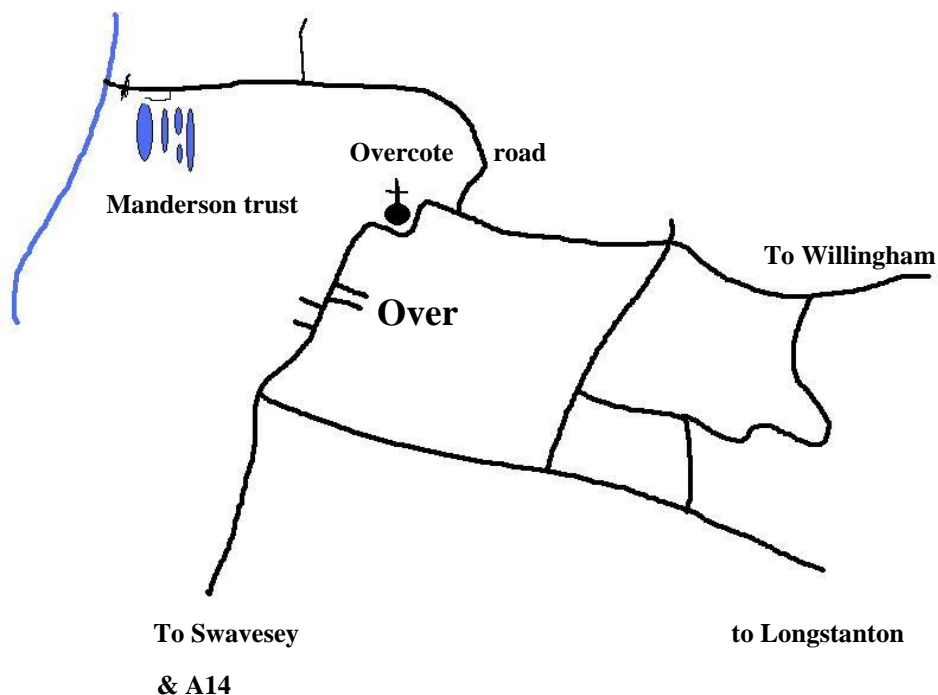 Overcote road
Manderson trust
To Willingham
Over
To Swavesey
& A14
to Longstanton